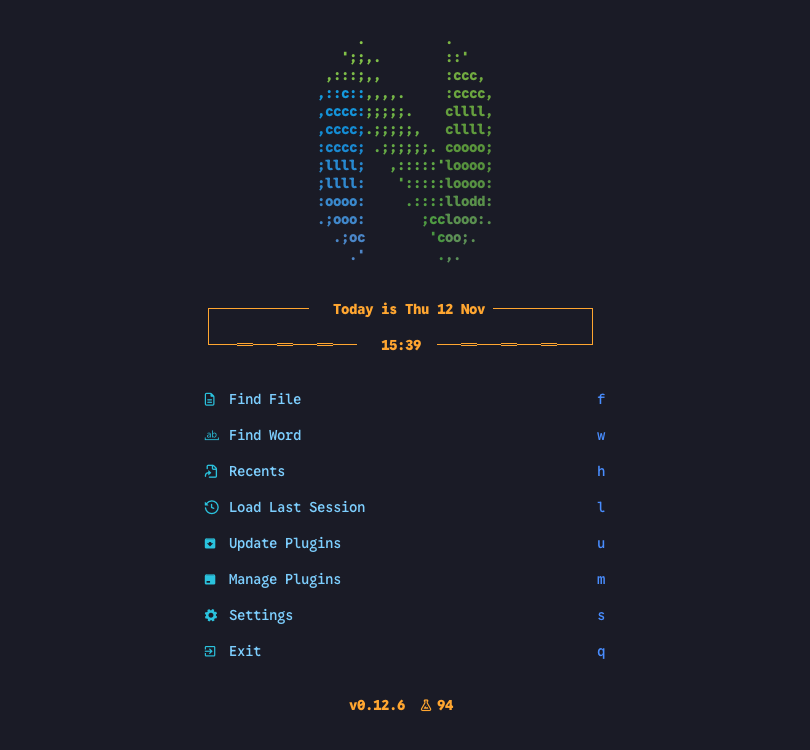 Today is Thu 12 Nov
15:39
Find File f
ab Find Word w
Recents h
Load Last Session l
Update Plugins u
Manage Plugins m
Settings s
Exit q
v0.12.6 94